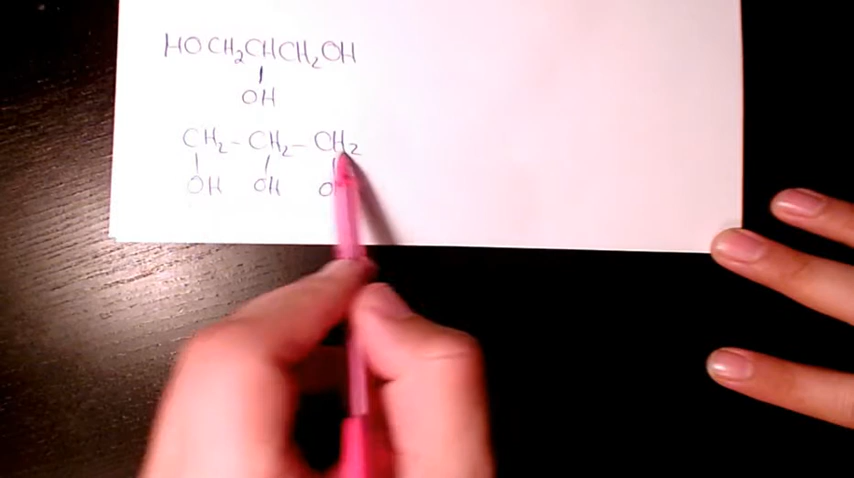 HOCH₂CHCH₂OH
OH
CH₂-CH₂-CH₂
OH OH O